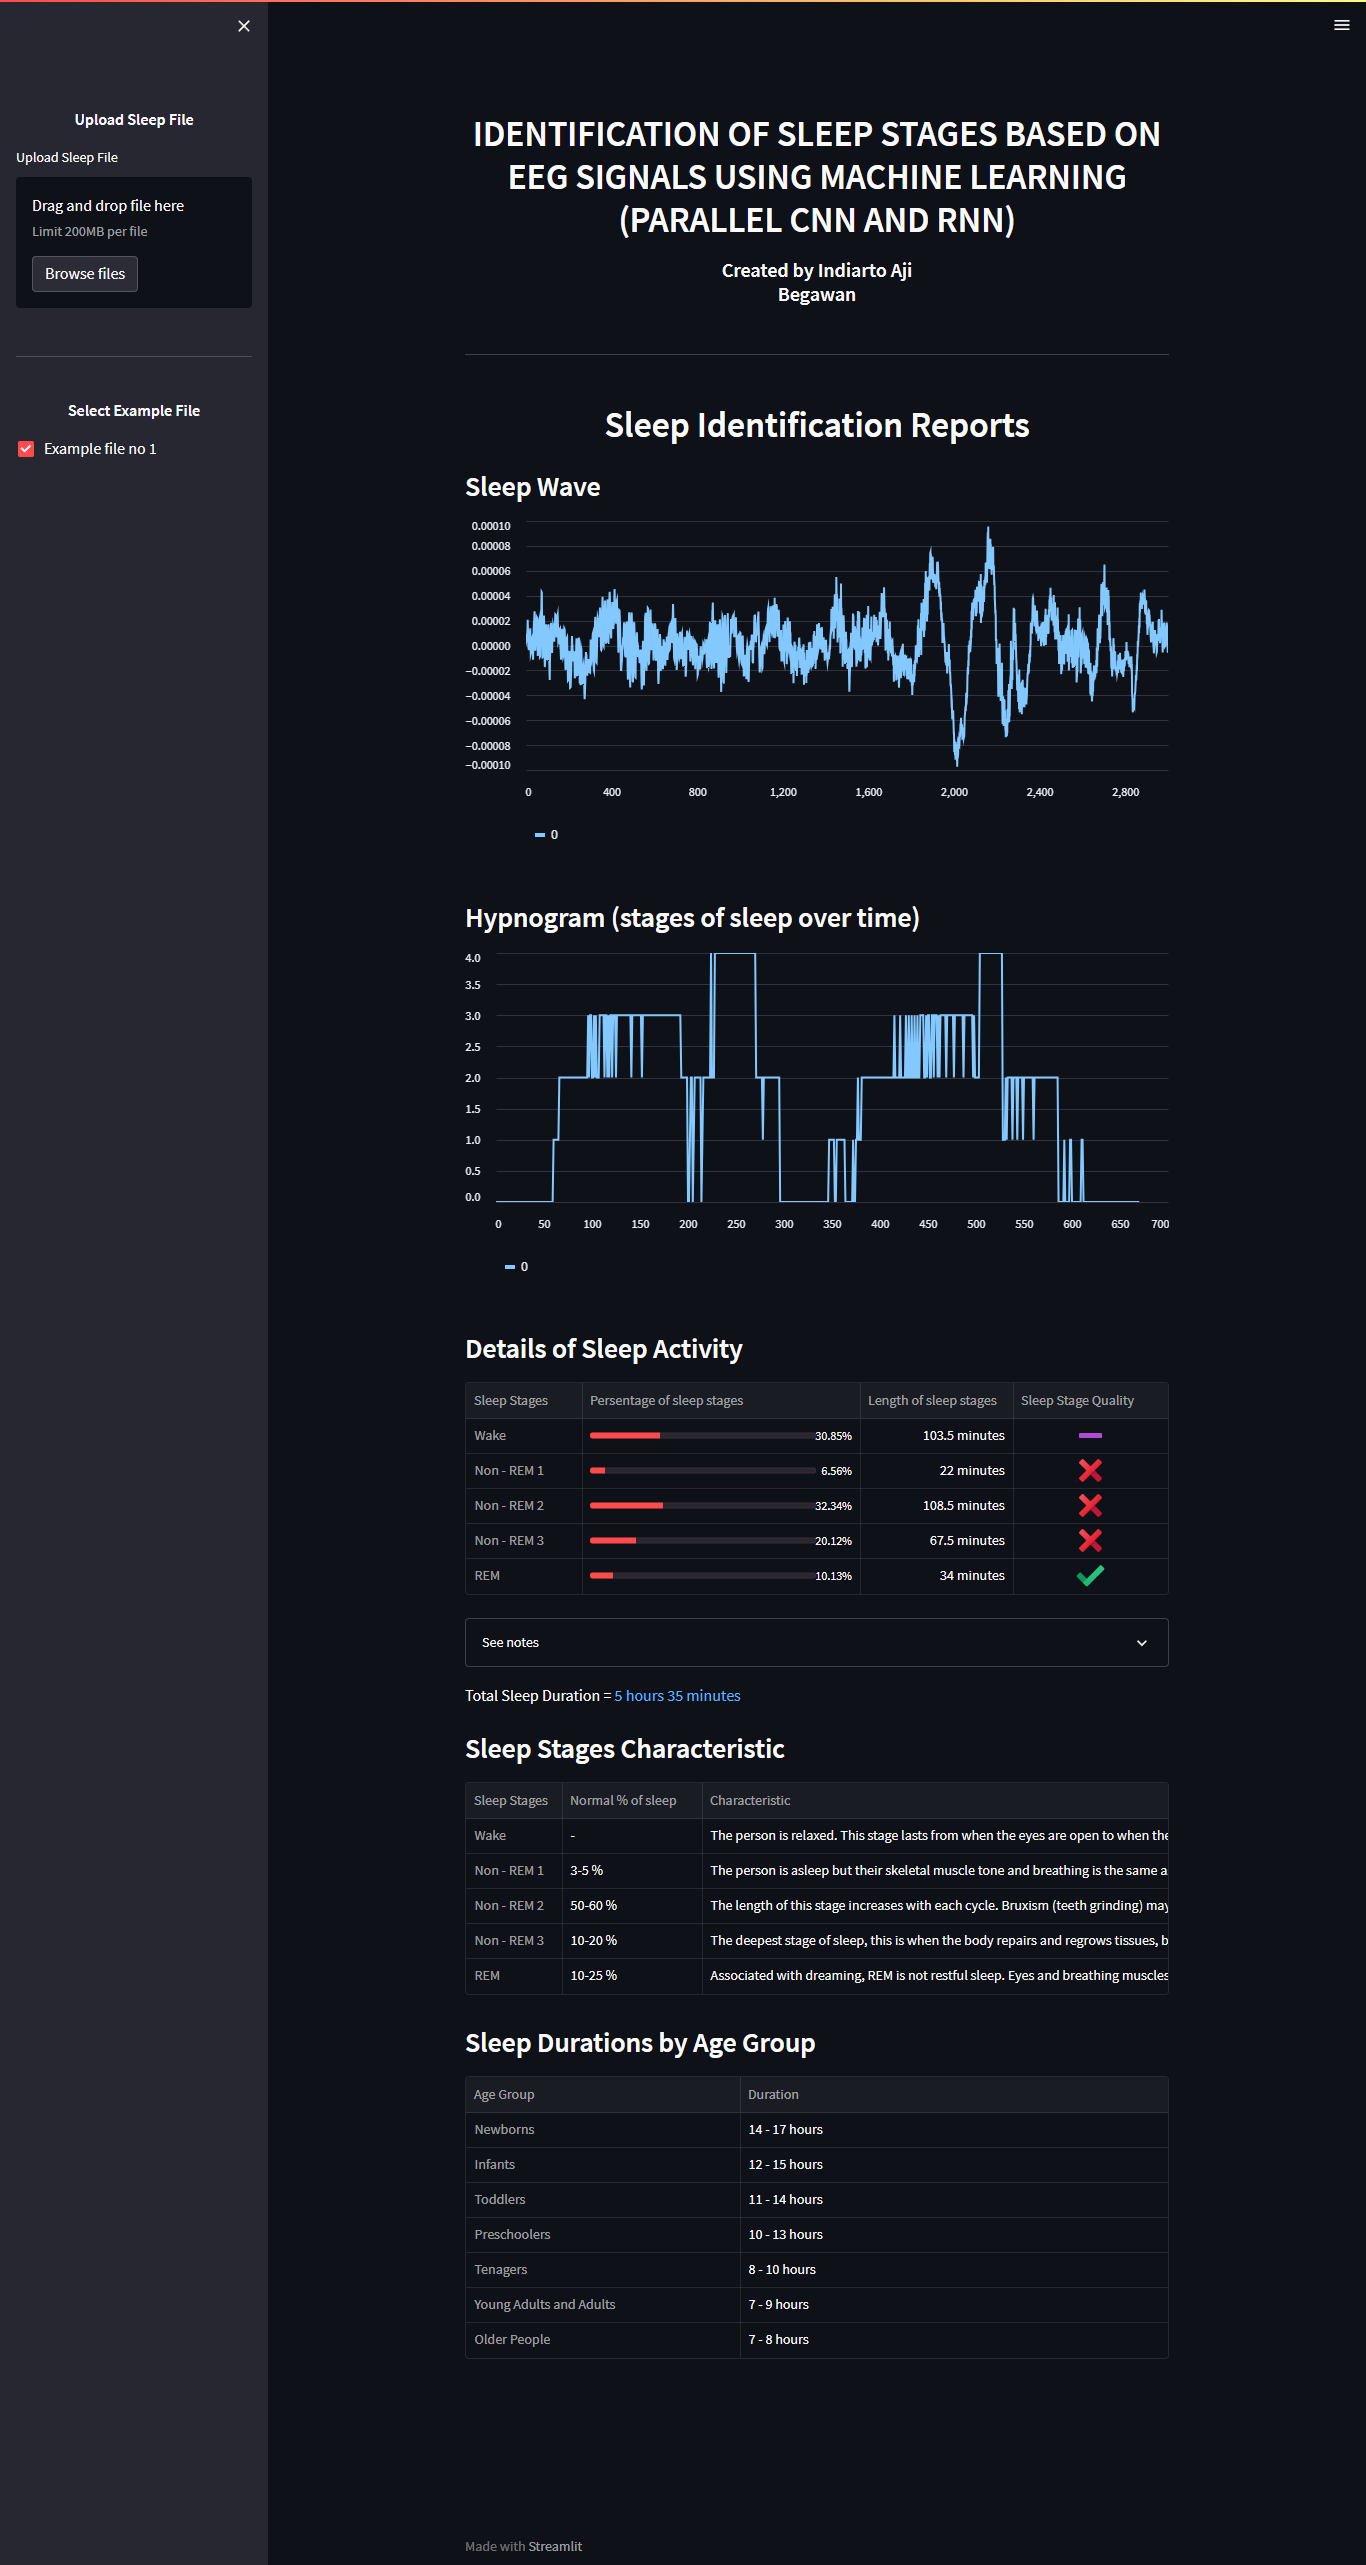 Upload Sleep File
Upload Sleep File
Drag and drop file here
Limit 200MB per file
Browse files
Select Example File
Example file no 1
IDENTIFICATION OF SLEEP STAGES BASED ON
EEG SIGNALS USING MACHINE LEARNING
(PARALLEL CNN AND RNN)
Created by Indiarto Aji
Begawan
Sleep Identification Reports
Sleep Wave
0.00010
0.00008
0.00006
0.00004
0.00002
0.00000
−0.00002
−0.00004
−0.00006
−0.00008
−0.00010
0 400 800 1,200 1,600 2,000 2,400 2,800
0
Hypnogram (stages of sleep over time)
4.0
3.5
3.0
2.5
2.0
1.5
1.0
0.5
0.0
0 50 100 150 200 250 300 350 400 450 500 550 600 650 700
0
Details of Sleep Activity
Sleep Stages Persentage of sleep stages Length of sleep stages Sleep Stage Quality
Wake 30.85% 103.5 minutes
Non - REM 1 6.56% 22 minutes
Non - REM 2 32.34% 108.5 minutes
Non - REM 3 20.12% 67.5 minutes
REM 10.13% 34 minutes
See notes
Total Sleep Duration = 5 hours 35 minutes
Sleep Stages Characteristic
Sleep Stages Normal % of sleep Characteristic
Wake - The person is relaxed. This stage lasts from when the eyes are open to when the
Non - REM 1 3-5 % The person is asleep but their skeletal muscle tone and breathing is the same a
Non - REM 2 50-60 % The length of this stage increases with each cycle. Bruxism (teeth grinding) may
Non - REM 3 10-20 % The deepest stage of sleep, this is when the body repairs and regrows tissues, b
REM 10-25 % Associated with dreaming, REM is not restful sleep. Eyes and breathing muscles
Sleep Durations by Age Group
Age Group Duration
Newborns 14 - 17 hours
Infants 12 - 15 hours
Toddlers 11 - 14 hours
Preschoolers 10 - 13 hours
Tenagers 8 - 10 hours
Young Adults and Adults 7 - 9 hours
Older People 7 - 8 hours
Made with Streamlit